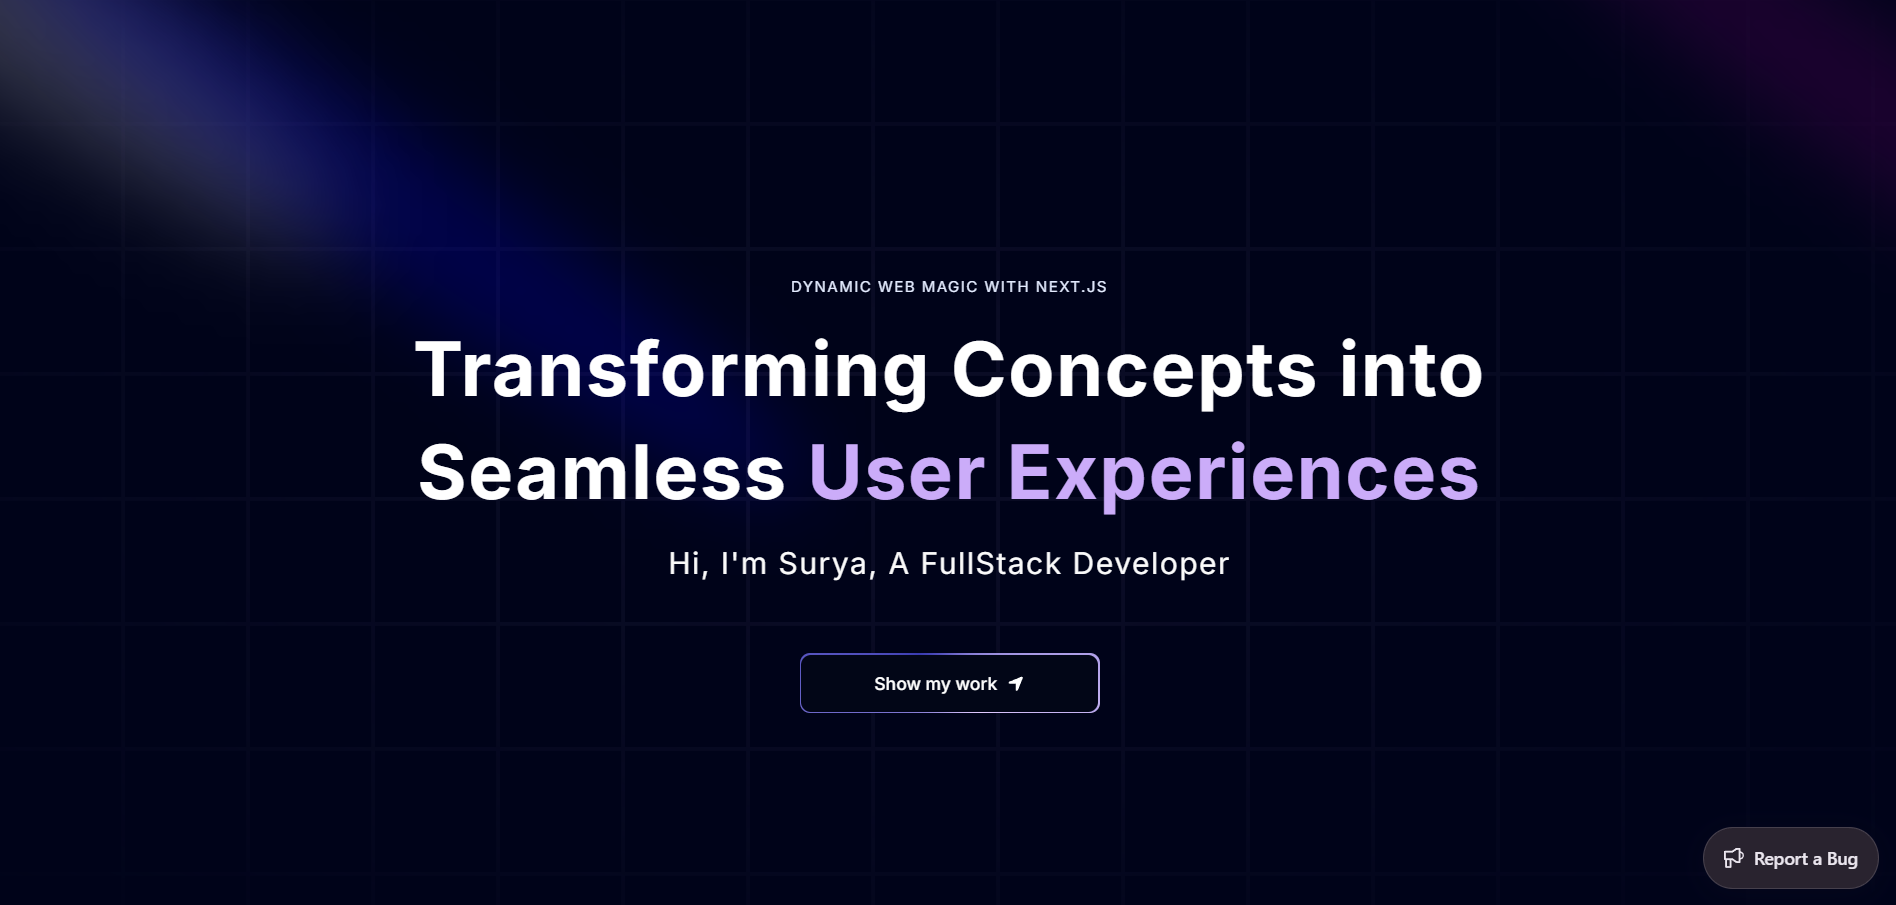 DYNAMIC WEB MAGIC WITH NEXT.JS
Transforming Concepts into
Seamless User Experiences
Hi, I'm Surya, A FullStack Developer
Show my work
Report a Bug